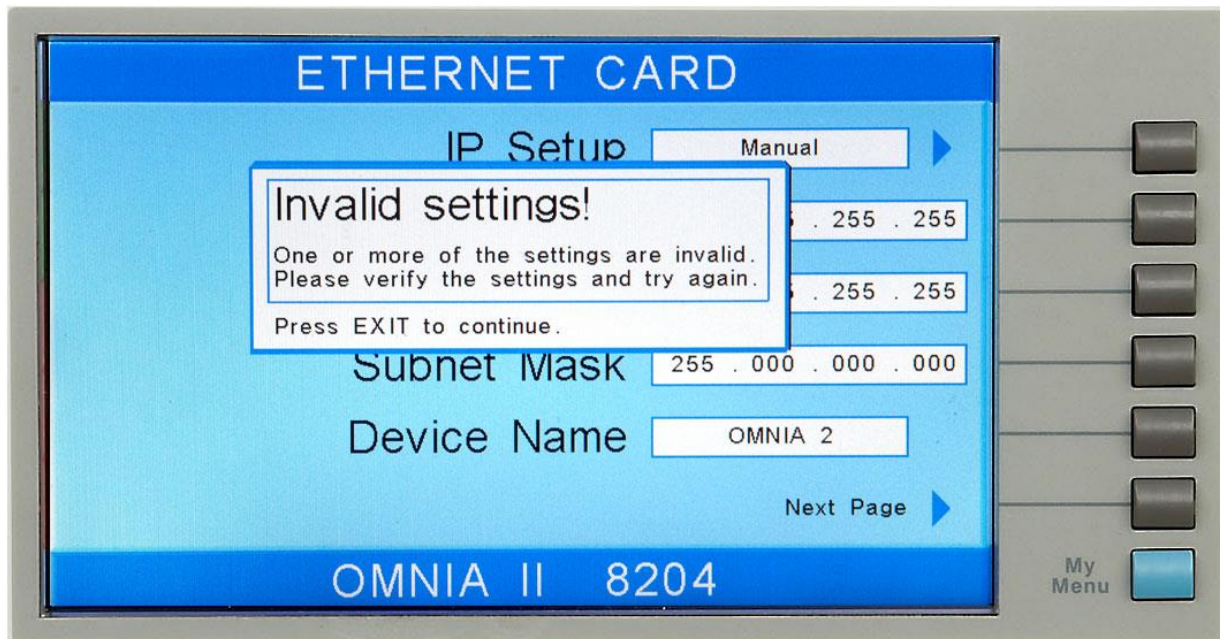 ETHERNET CARD
IP Setup Manual
Invalid settings!
. 255 . 255
One or more of the settings are invalid.
Please verify the settings and try again.
. 255 . 255
Press EXIT to continue.
Subnet Mask 255 . 000 . 000 . 000
Device Name OMNIA 2
Next Page
OMNIA II 8204
My
Menu